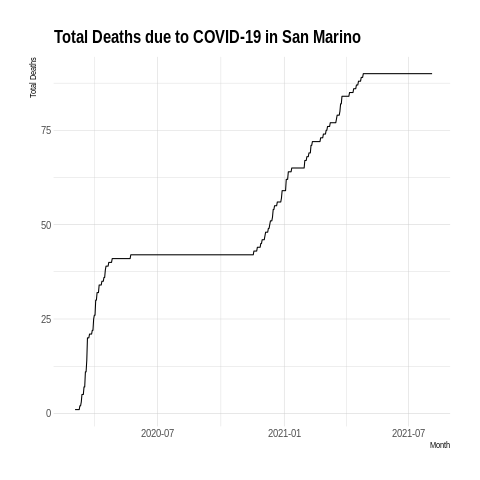 Total Deaths due to COVID-19 in San Marino
Total Deaths
75
50
25
0
2020-07 2021-01 2021-07
Month